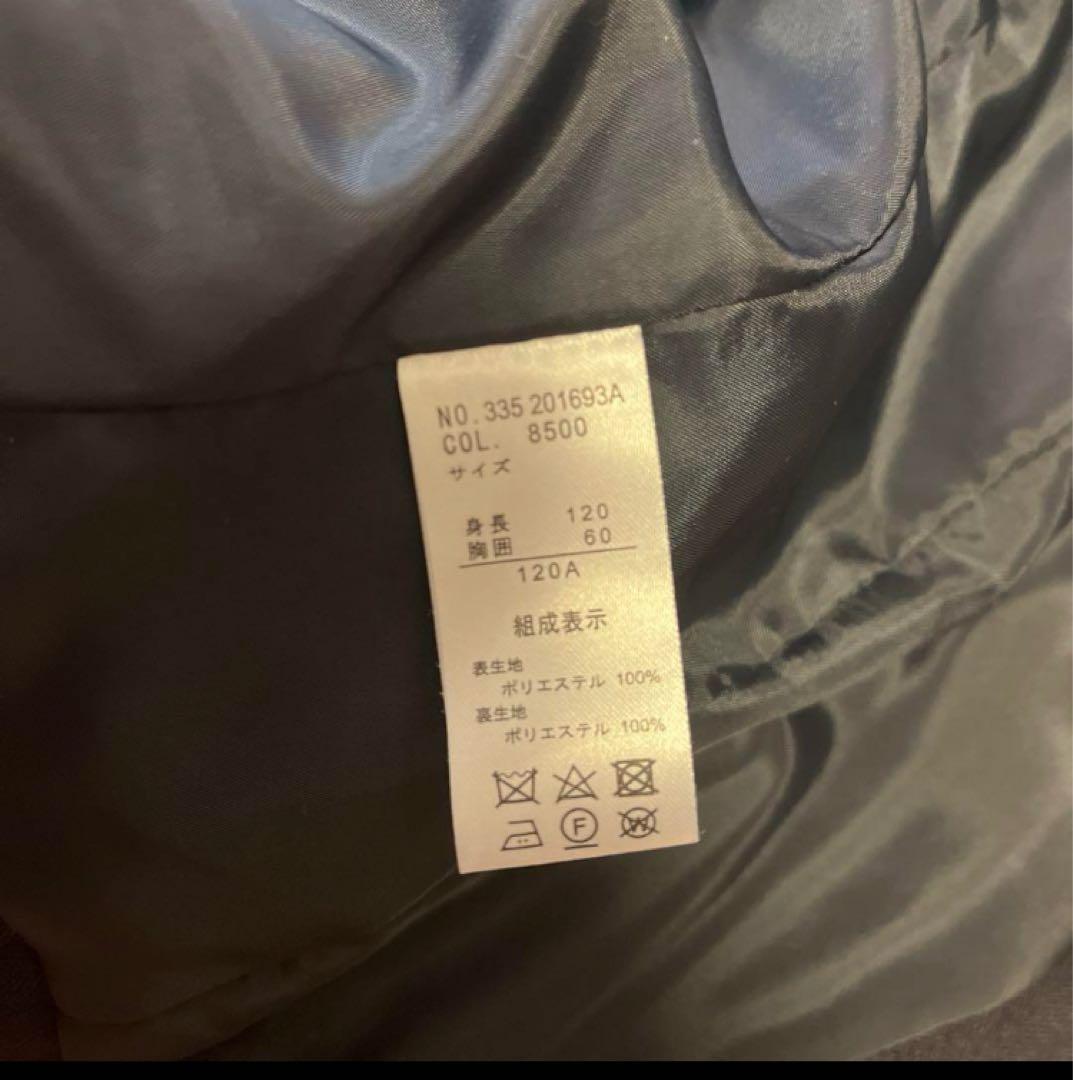 NO.335 201693A
COL. 8500
サイズ
身長 120
胸囲 60
120A
組成表示
表生地
ポリエステル 100%
裏生地
ポリエステル 100%
F
W